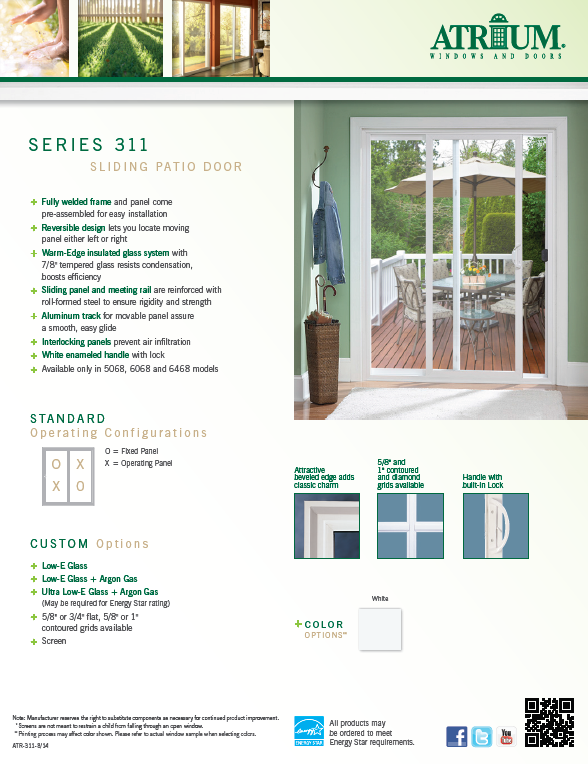 ATRIUM®
WINDOWS AND DOORS
SERIES 311
SLIDING PATIO DOOR
+ Fully welded frame and panel come
pre-assembled for easy installation
+ Reversible design lets you locate moving
panel either left or right
+ Warm-Edge insulated glass system with
7/8" tempered glass resists condensation,
boosts efficiency
+ Sliding panel and meeting rail are reinforced with
roll-formed steel to ensure rigidity and strength
+ Aluminum track for movable panel assure
a smooth, easy glide
+ Interlocking panels prevent air infiltration
+ White enameled handle with lock
+ Available only in 5068, 6068 and 6468 models
STANDARD
Operating Configurations
O X
X O
O = Fixed Panel
X = Operating Panel
Attractive
beveled edge adds
classic charm
5/8" and
1" contoured
and diamond
grids available
Handle with
built-in Lock
CUSTOM Options
+ Low-E Glass
+ Low-E Glass + Argon Gas
+ Ultra Low-E Glass + Argon Gas
(May be required for Energy Star rating)
+ 5/8" or 3/4" flat, 5/8" or 1"
contoured grids available
+ Screen
White
+ COLOR
OPTIONS**
Note: Manufacturer reserves the right to substitute components as necessary for continued product improvement.
* Screens are not meant to restrain a child from falling through an open window.
** Printing process may affect color shown. Please refer to actual window sample when selecting colors.
ATR-311-8/14
energy
ENERGY STAR
All products may
be ordered to meet
Energy Star requirements.
f
t
You
Tube